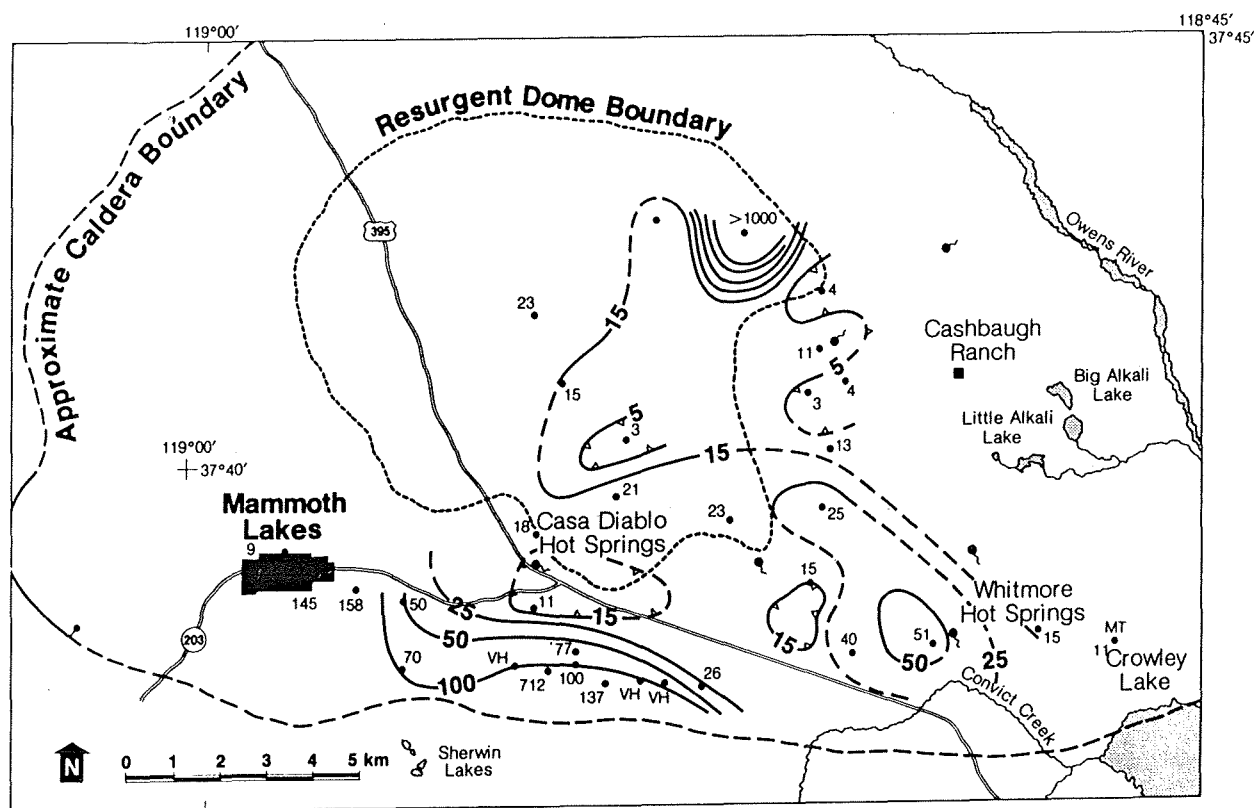 119°00′
118°45′
37°45′
Approximate Caldera Boundary
Resurgent Dome Boundary
395
>1000
Owens River
4
23
15
11
Cashbaugh
Ranch
5
4
3
Big Alkali
Lake
15
5
3
Little Alkali
Lake
13
119°00′
37°40′
15
21
25
Mammoth
Lakes
18
Casa Diablo
Hot Springs
23
9
15
Whitmore
Hot Springs
145
158
50
25
11
15
15
15
MT
11
Crowley
Lake
203
50
77
40
51
50
25
70
VH
100
712
100
137
VH
VH
26
Convict Creek
N
0 1 2 3 4 5 km
Sherwin
Lakes